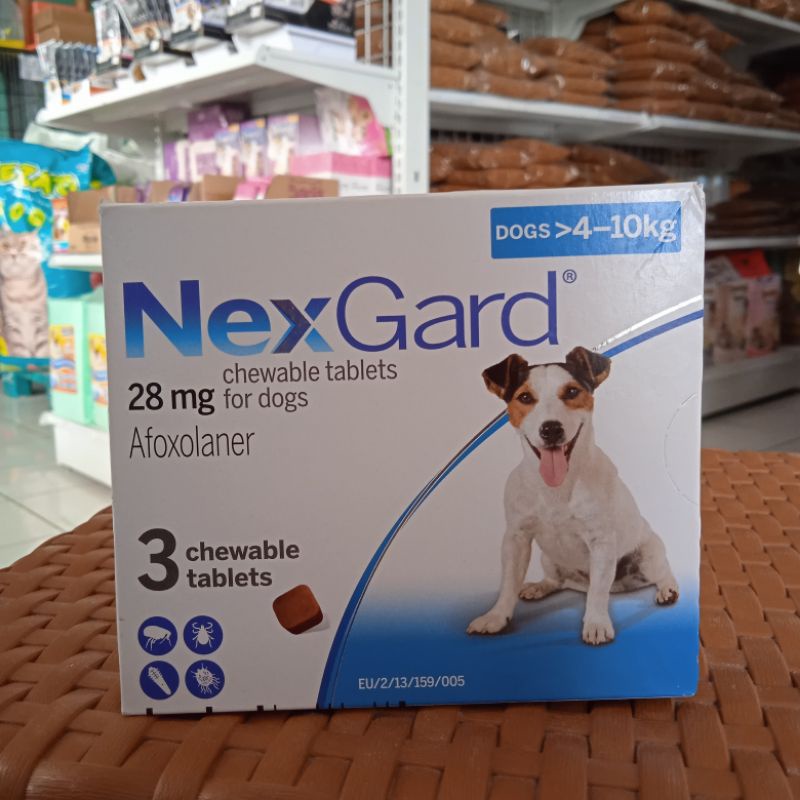 DOGS >4–10kg
NexGard®
28 mg chewable tablets
for dogs
Afoxolaner
3 chewable
tablets
EU/2/13/159/005